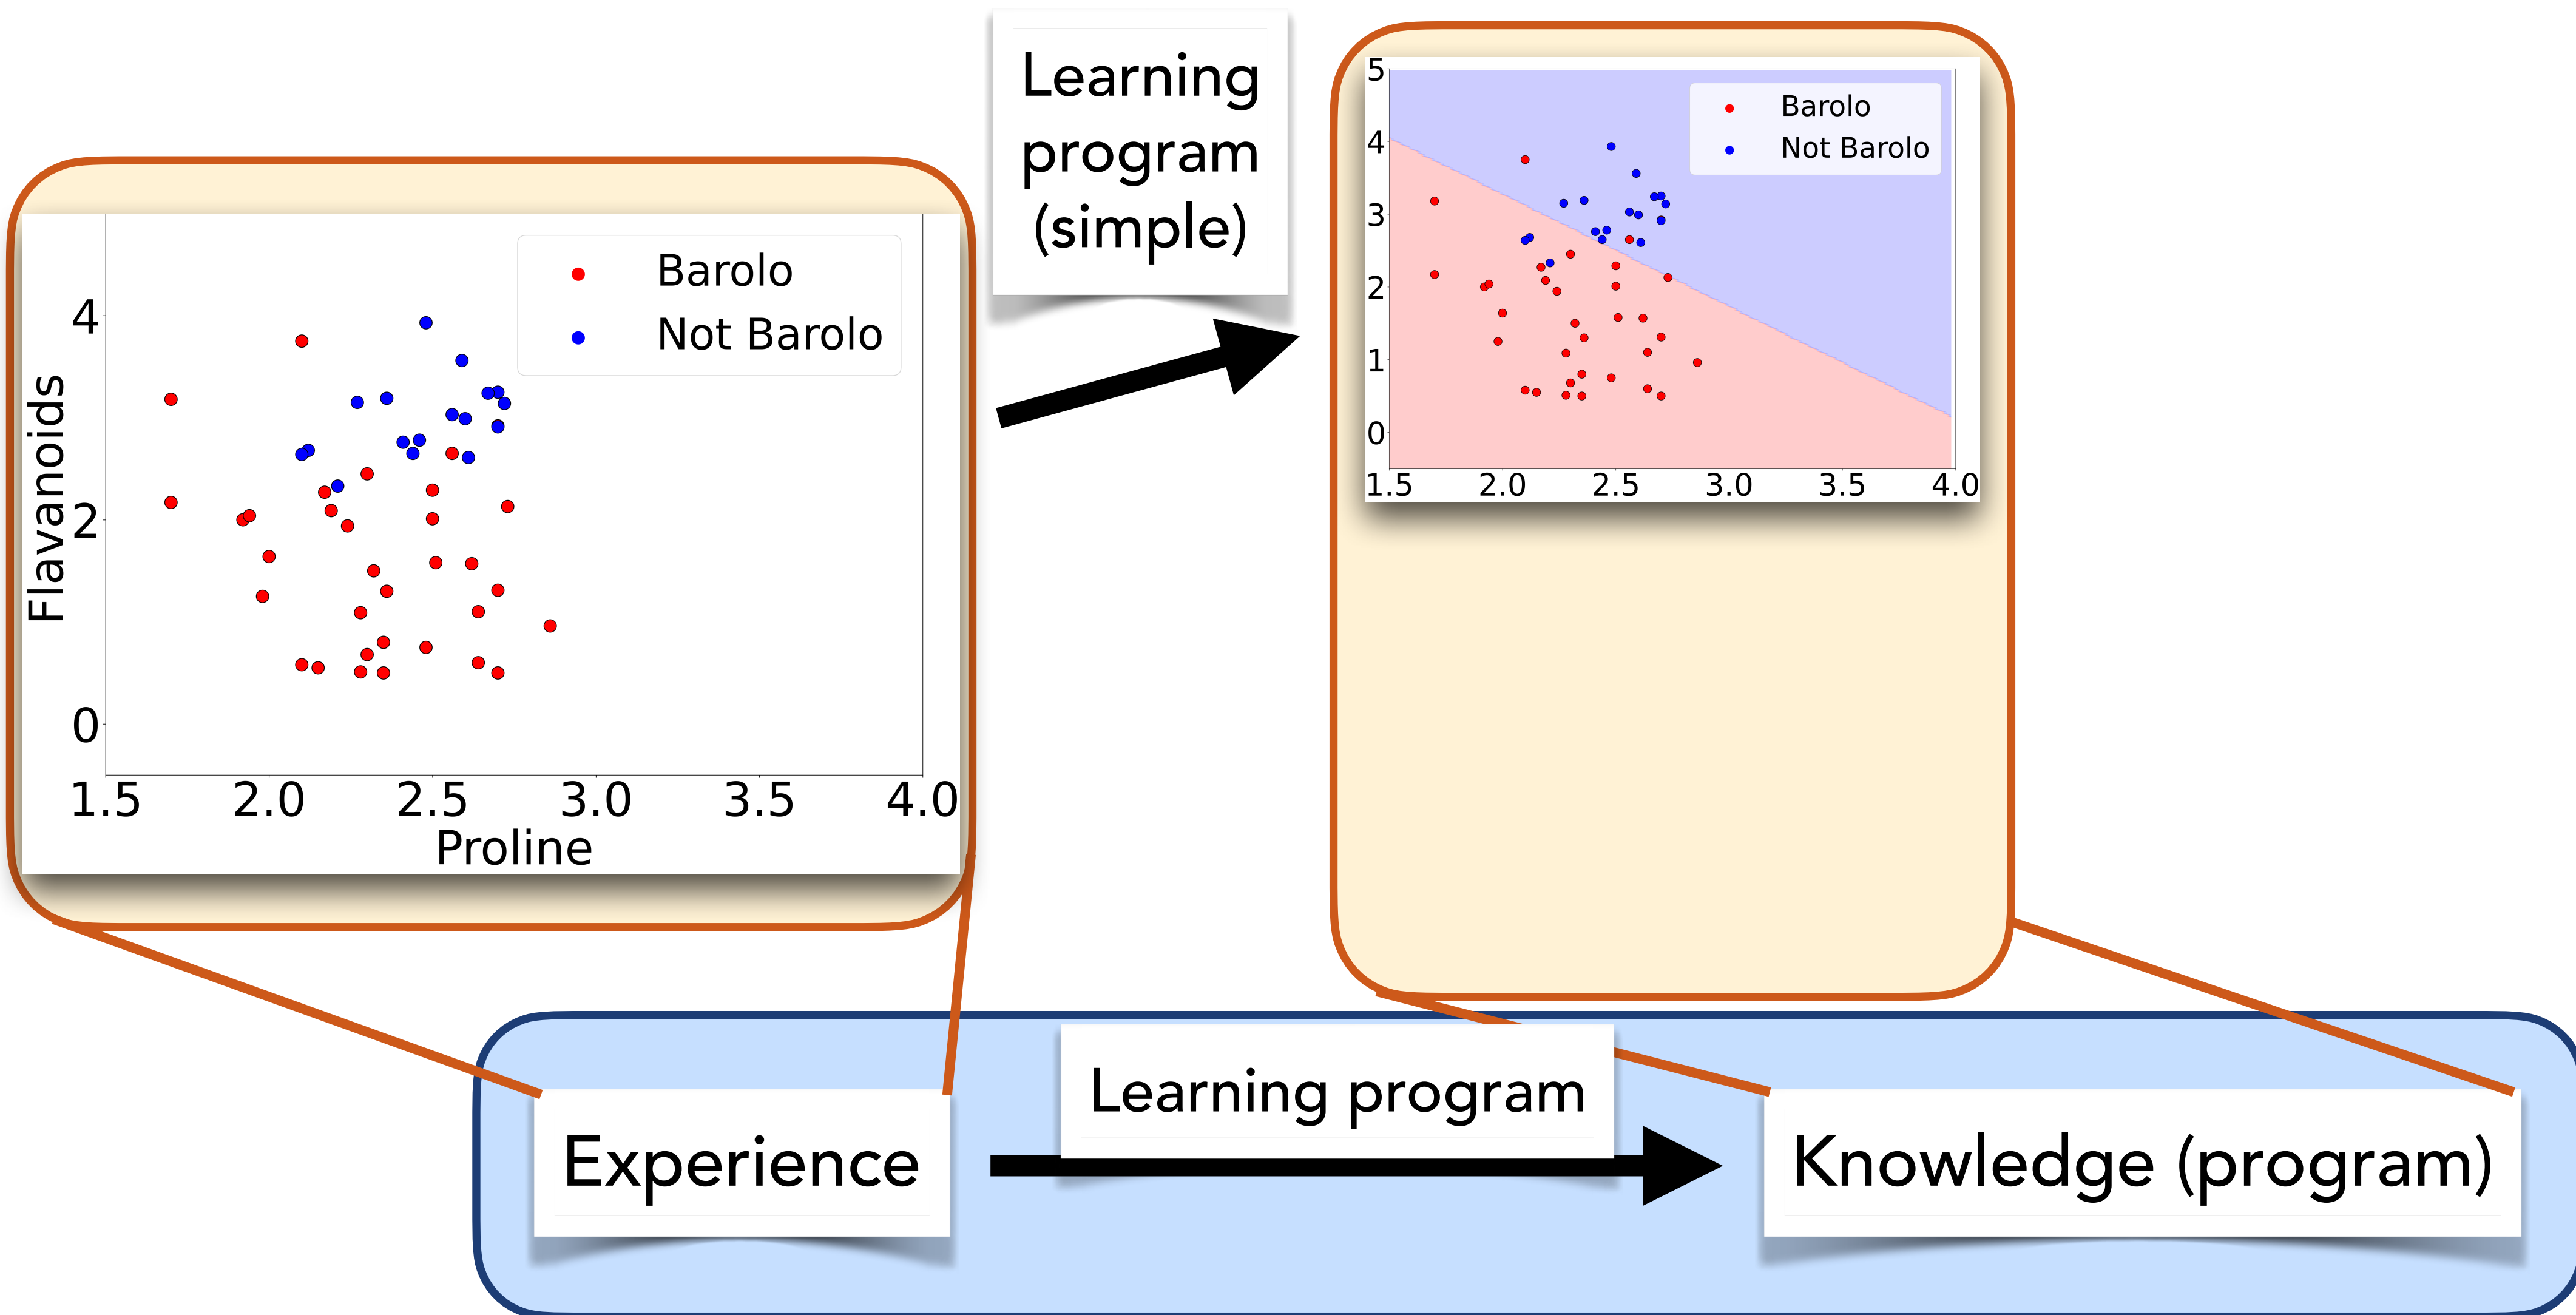 Learning
program
(simple)
Barolo
Not Barolo
Flavanoids
4
2
0
1.5 2.0 2.5 3.0 3.5 4.0
Proline
Barolo
Not Barolo
5
4
3
2
1
0
1.5 2.0 2.5 3.0 3.5 4.0
Learning program
Experience
Knowledge (program)